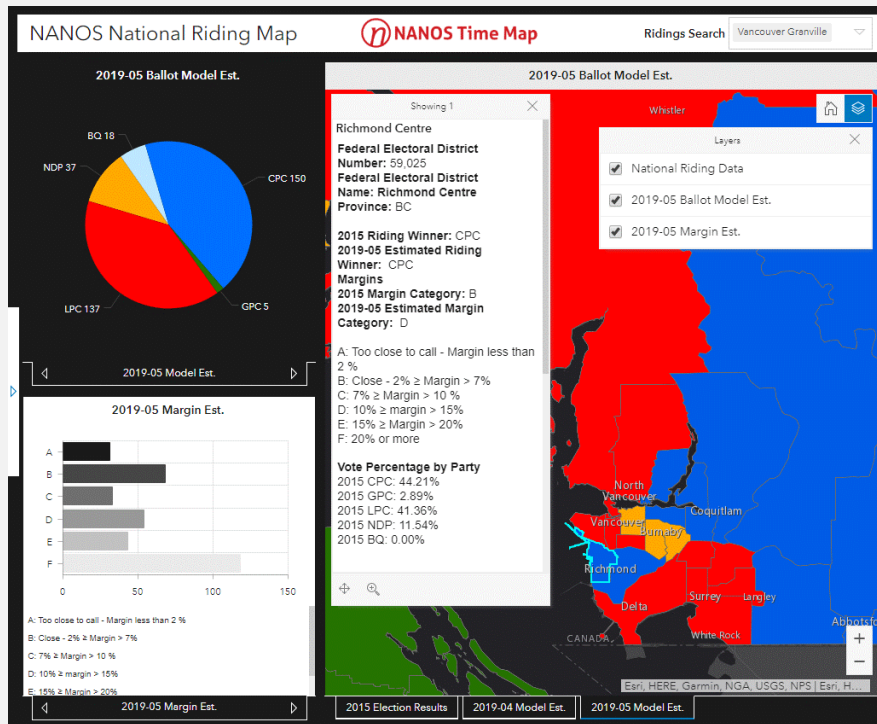 NANOS National Riding Map
NANOS Time Map
Ridings Search
Vancouver Granville
2019-05 Ballot Model Est.
BQ 18
NDP 37
CPC 150
LPC 137
GPC 5
2019-05 Model Est.
2019-05 Margin Est.
A
B
C
D
E
F
0
50
100
150
A: Too close to call - Margin less than 2 %
B: Close - 2% ≥ Margin > 7%
C: 7% ≥ Margin > 10 %
D: 10% ≥ margin > 15%
E: 15% ≥ Margin > 20%
2019-05 Margin Est.
2019-05 Ballot Model Est.
Showing 1
Richmond Centre
Federal Electoral District
Number: 59,025
Federal Electoral District
Name: Richmond Centre
Province: BC
2015 Riding Winner: CPC
2019-05 Estimated Riding
Winner: CPC
Margins
2015 Margin Category: B
2019-05 Estimated Margin
Category: D
A: Too close to call - Margin less than
2 %
B: Close - 2% ≥ Margin > 7%
C: 7% ≥ Margin > 10 %
D: 10% ≥ margin > 15%
E: 15% ≥ Margin > 20%
F: 20% or more
Vote Percentage by Party
2015 CPC: 44.21%
2015 GPC: 2.89%
2015 LPC: 41.36%
2015 NDP: 11.54%
2015 BQ: 0.00%
Layers
National Riding Data
2019-05 Ballot Model Est.
2019-05 Margin Est.
Whistler
North
Vancouver
Coquitlam
Vancouver
Burnaby
Richmond
Surrey
Langley
Delta
Abbotsfo
CANADA
White Rock
+
−
Esri, HERE, Garmin, NGA, USGS, NPS | Esri, H...
2015 Election Results
2019-04 Model Est.
2019-05 Model Est.